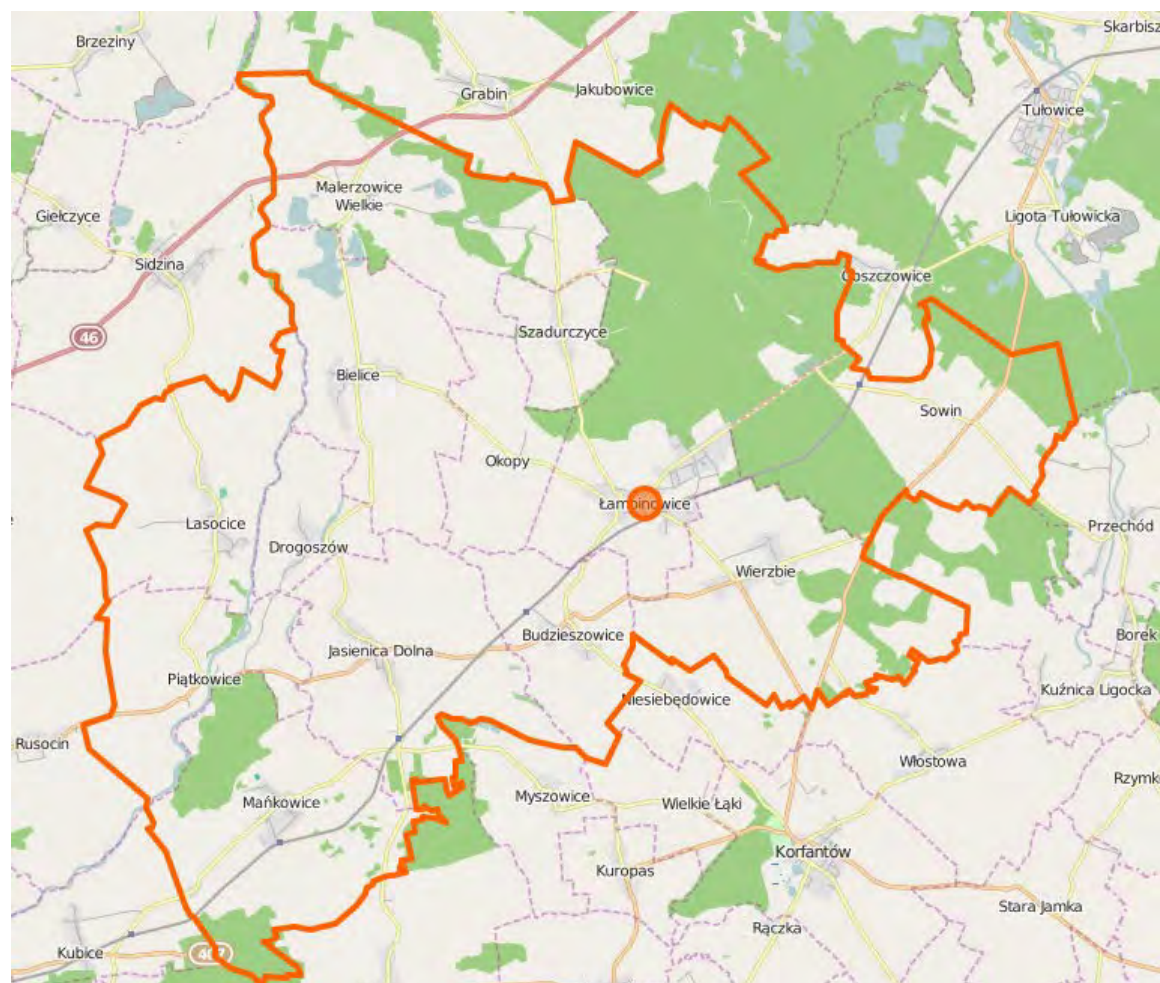 Skarbisz
Brzeziny
Grabin
Jakubowice
Tułowice
Malerzowice
Wielkie
Giełczyce
Ligota Tułowicka
Sidzina
Goszczowice
46
Szadurczyce
Bielice
Sowin
Okopy
Łambinowice
Lasocice
Przechód
Drogoszów
Wierzbie
Budzieszowice
Borek
Jasienica Dolna
Piątkowice
Kuźnica Ligocka
Niesiebędowice
Rusocin
Włostowa
Rzymk
Mańkowice
Myszowice
Wielkie Łąki
Korfantów
Kuropas
Stara Jamka
Rączka
Kubice
407